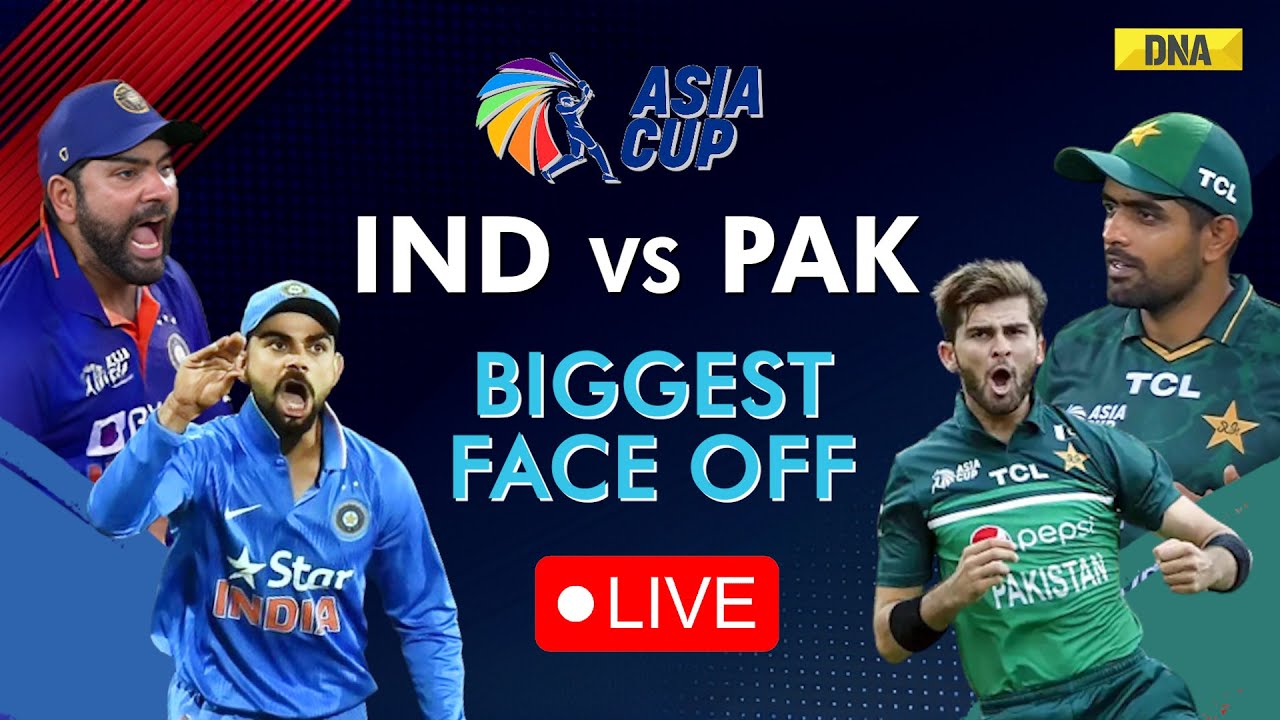 DNA
ASIA
CUP
IND VS PAK
BIGGEST
FACE OFF
LIVE
Star
INDIA
TCL
TCL
ASIA
CUP
TCL
pepsi
PAKISTAN